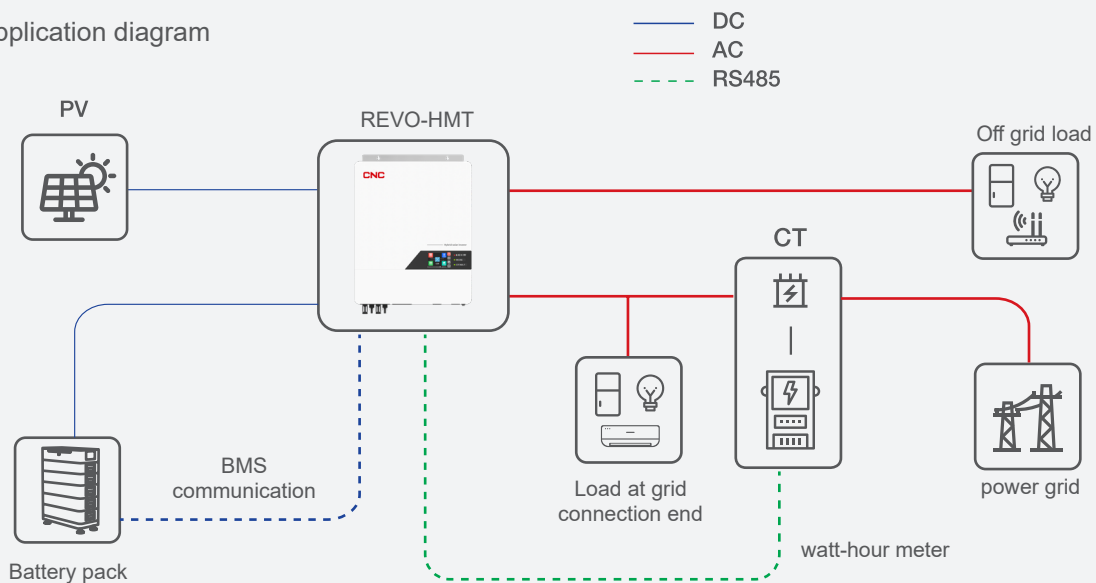 pplication diagram
DC
AC
RS485
PV
REVO-HMT
Off grid load
CNC
CT
BMS
communication
Load at grid
connection end
power grid
watt-hour meter
Battery pack